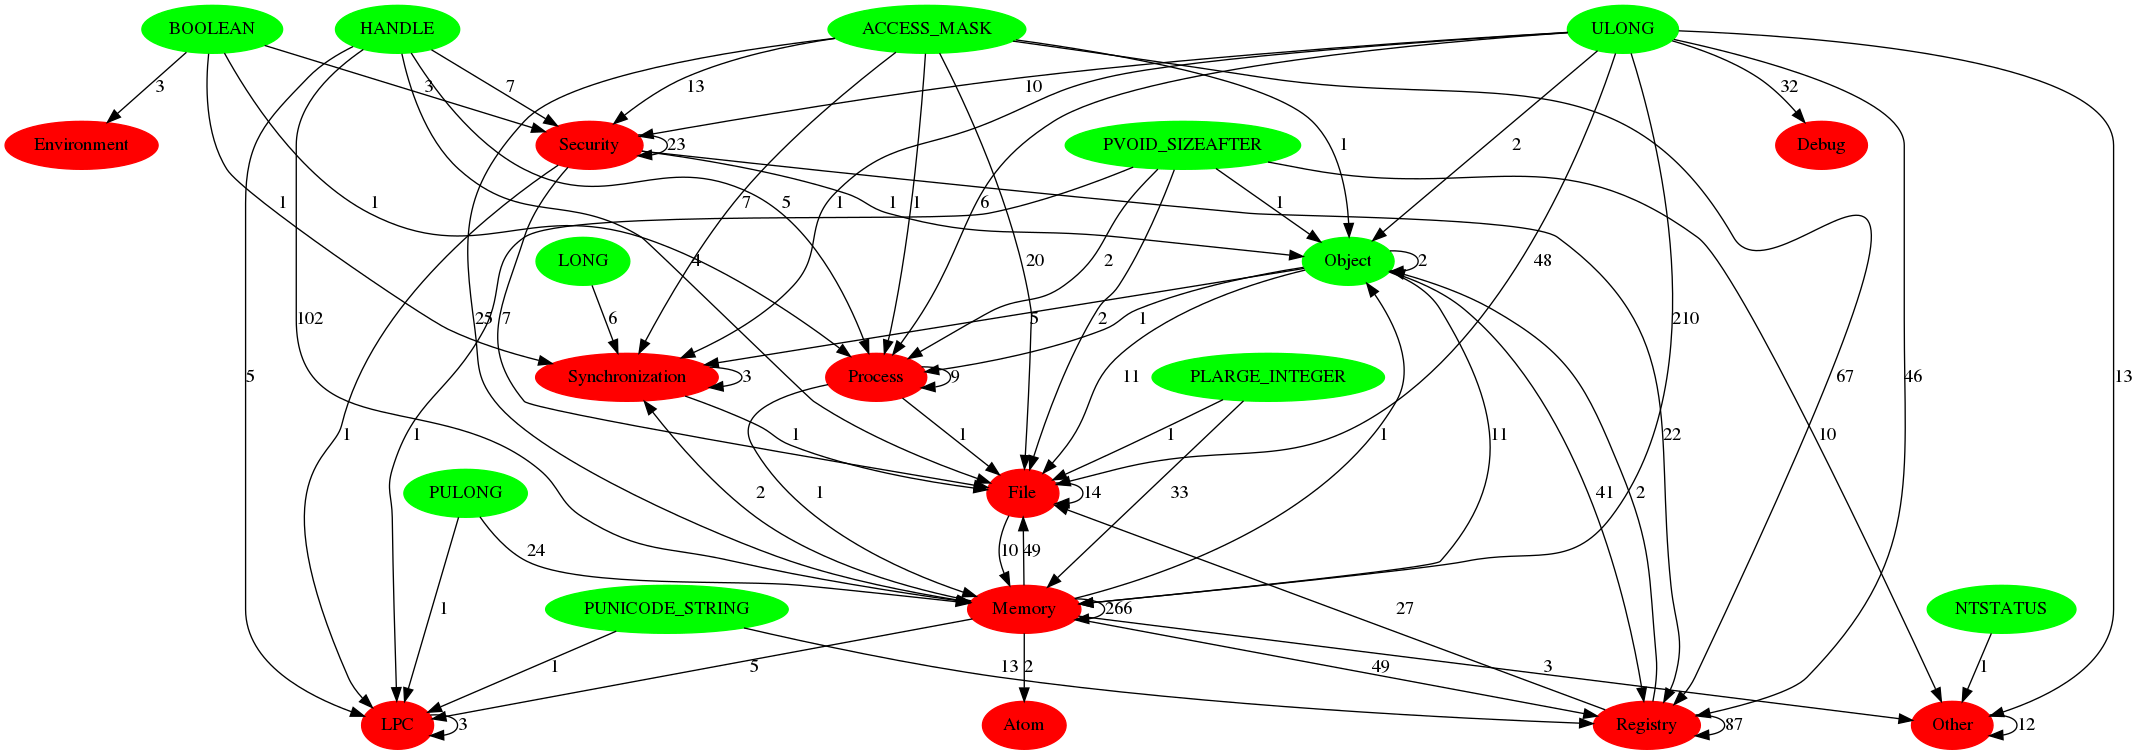 BOOLEAN HANDLE ACCESS_MASK ULONG
3 3 7 13 10 32
Environment Security 23 PVOID_SIZEAFTER Debug
1 2 1
1 1 5 7 1 1 1 6 1
LONG 4 20 2 48 Object 2
102 25 7 6 5 1 2 210
5 Synchronization 3 Process 9 11 PLARGE_INTEGER 67 46 13
1 1 1 1 1 1 11 22 10
PULONG 2 1 File 14 33 41 2
24 10 49
1 PUNICODE_STRING Memory 266 27 NTSTATUS
1 5 13 2 49 3 1
LPC 3 Atom Registry 87 Other 12